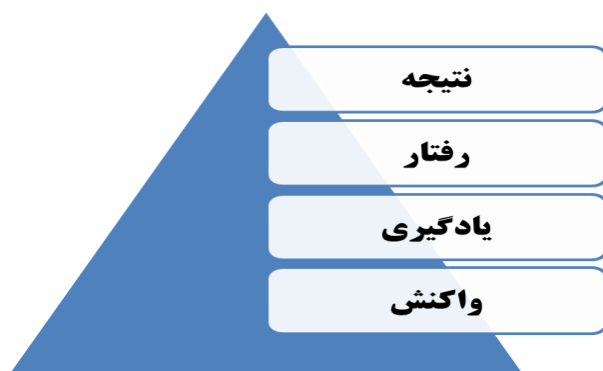 نتیجه
رفتار
یادگیری
واکنش